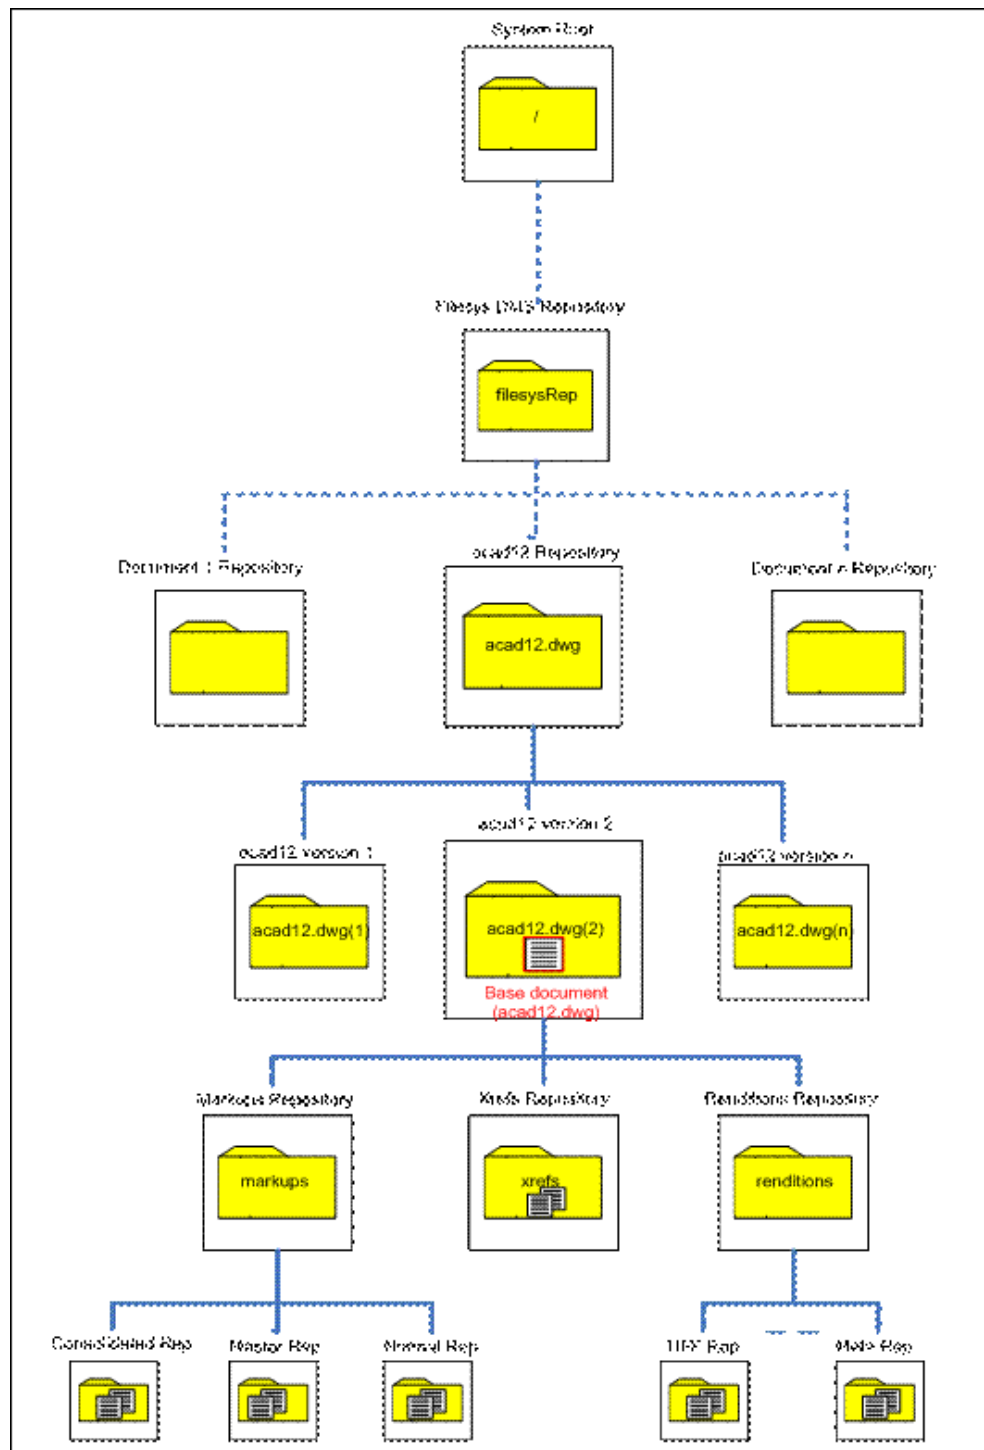 System Root
/
Filesys DMS Repository
filesysRep
Document 1 Repository
acad12 Repository
Document n Repository
acad12.dwg
acad12 version 1
acad12 version 2
acad12 version n
acad12.dwg(1)
acad12.dwg(2)
acad12.dwg(n)
Base document
(acad12.dwg)
Markups Repository
Xrefs Repository
Renditions Repository
markups
xrefs
renditions
Consolidated Rep
Master Rep
Normal Rep
Rep
Meta Rep